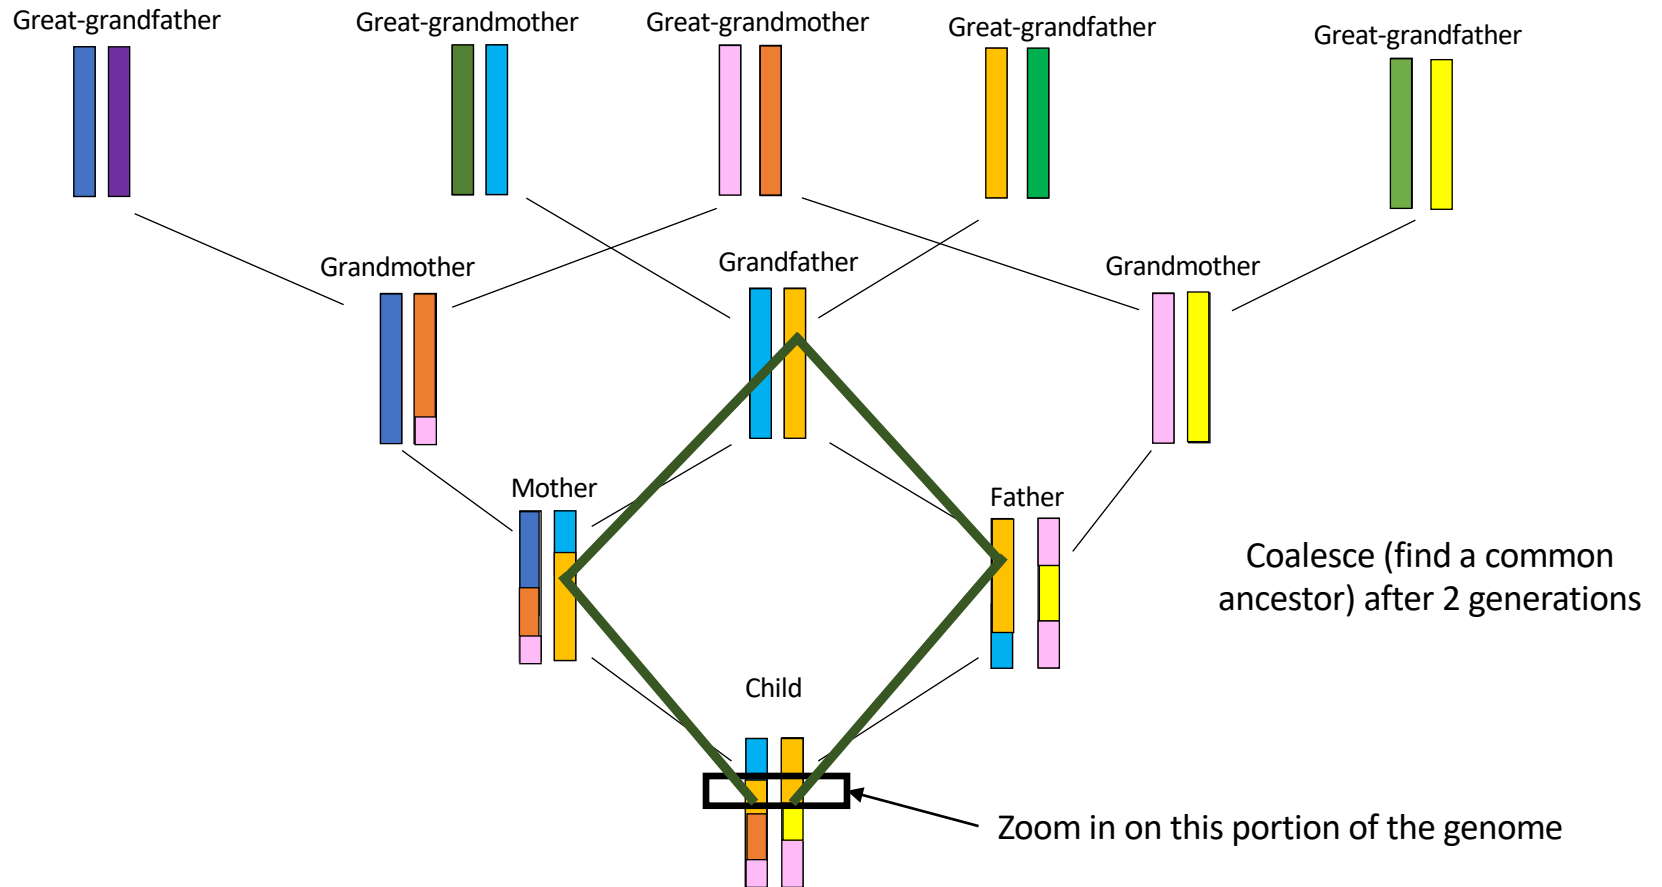 Great-grandfather
Great-grandmother
Great-grandmother
Great-grandfather
Great-grandfather
Grandmother
Grandfather
Grandmother
Mother
Father
Coalesce (find a common
ancestor) after 2 generations
Child
Zoom in on this portion of the genome